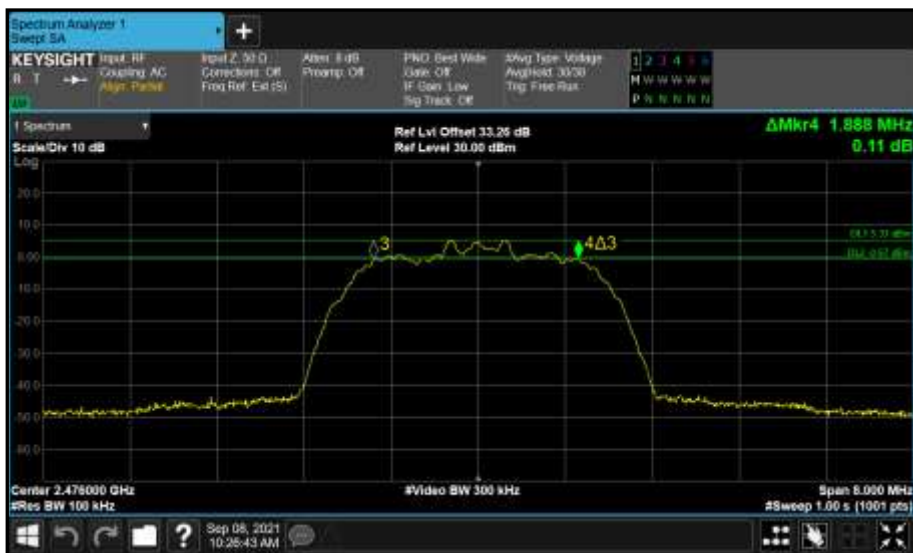 Spectrum Analyzer 1
Swept SA
KEYSIGHT
R T
Input: RF
Coupling: AC
Align: Partial
Input Z: 50 Ω
Corrections: Off
Freq Ref: Ext (S)
Atten: 8 dB
Preamp: Off
PNO: Best Wide
Gate: Off
IF Gain: Low
Sig Track: Off
#Avg Type: Voltage
Avg|Hold: 30/30
Trig: Free Run
1 2 3 4 5 6
M W W W W W
P N N N N N
1 Spectrum
Scale/Div 10 dB
Log
Ref Lvl Offset 33.26 dB
Ref Level 30.00 dBm
ΔMkr4 1.888 MHz
0.11 dB
20.0
10.0
0.00
-20.0
-30.0
-40.0
-50.0
-60.0
3
4Δ3
Center 2.476000 GHz
#Res BW 100 kHz
#Video BW 300 kHz
Span 8.000 MHz
#Sweep 1.00 s (1001 pts)
Sep 08, 2021
10:26:43 AM